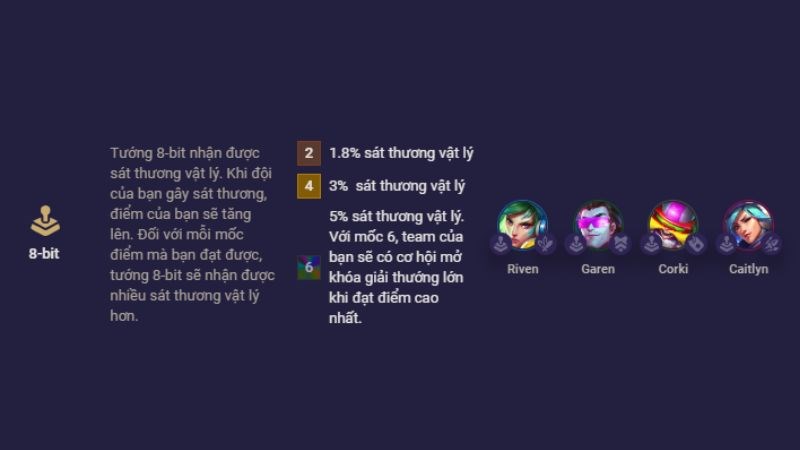 8-bit
Tướng 8-bit nhận được
sát thương vật lý. Khi đội
của bạn gây sát thương,
điểm của bạn sẽ tăng
lên. Đối với mỗi mốc
điểm mà bạn đạt được,
tướng 8-bit sẽ nhận được
nhiều sát thương vật lý
hơn.
2 1.8% sát thương vật lý
4 3% sát thương vật lý
5% sát thương vật lý.
Với mốc 6, team của
bạn sẽ có cơ hội mở
6 khóa giải thướng lớn
khi đạt điểm cao
nhất.
Riven Garen Corki Caitlyn